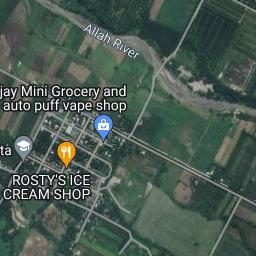 Allah River
jay Mini Grocery and
auto puff vape shop
ta
ROSTY'S ICE
CREAM SHOP